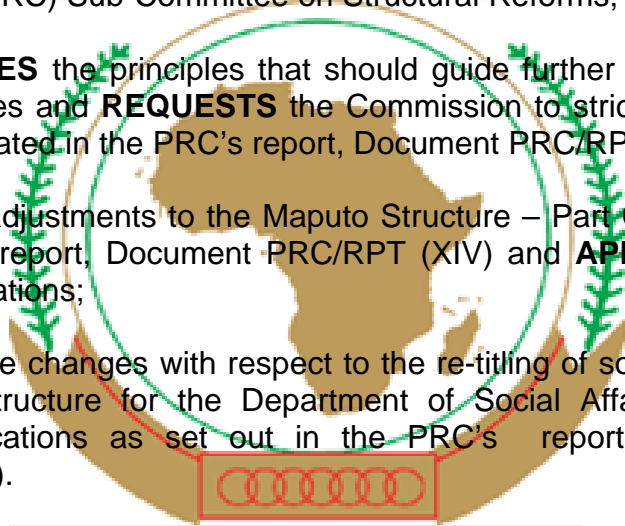 RC) Sub-Committee on Structural Reforms;
ES the principles that should guide further
es and REQUESTS the Commission to stric
ated in the PRC's report, Document PRC/RP
djustments to the Maputo Structure – Part
report, Document PRC/RPT (XIV) and AP
ations;
e changes with respect to the re-titling of so
tructure for the Department of Social Affa
cations as set out in the PRC's report
).